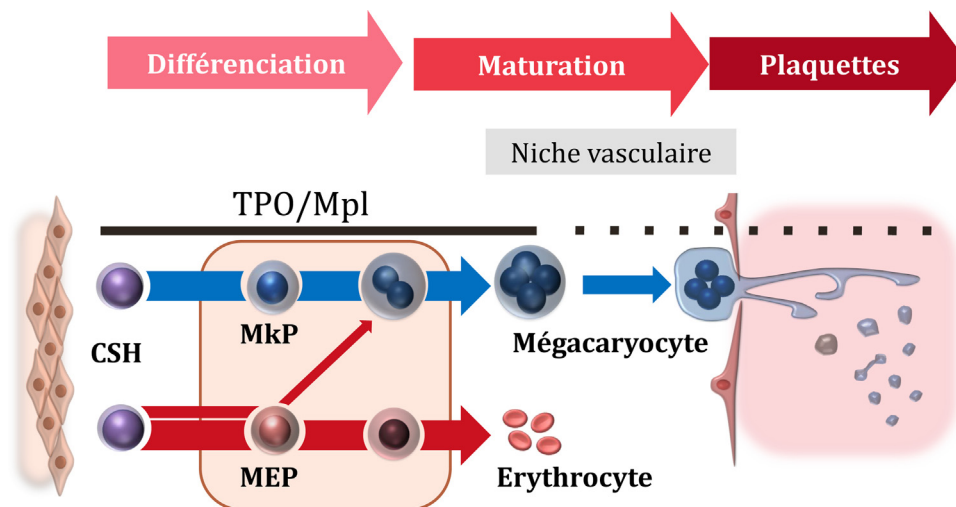 Différenciation
Maturation
Plaquettes
Niche vasculaire
TPO/Mpl
CSH
MkP
Mégacaryocyte
MEP
Erythrocyte